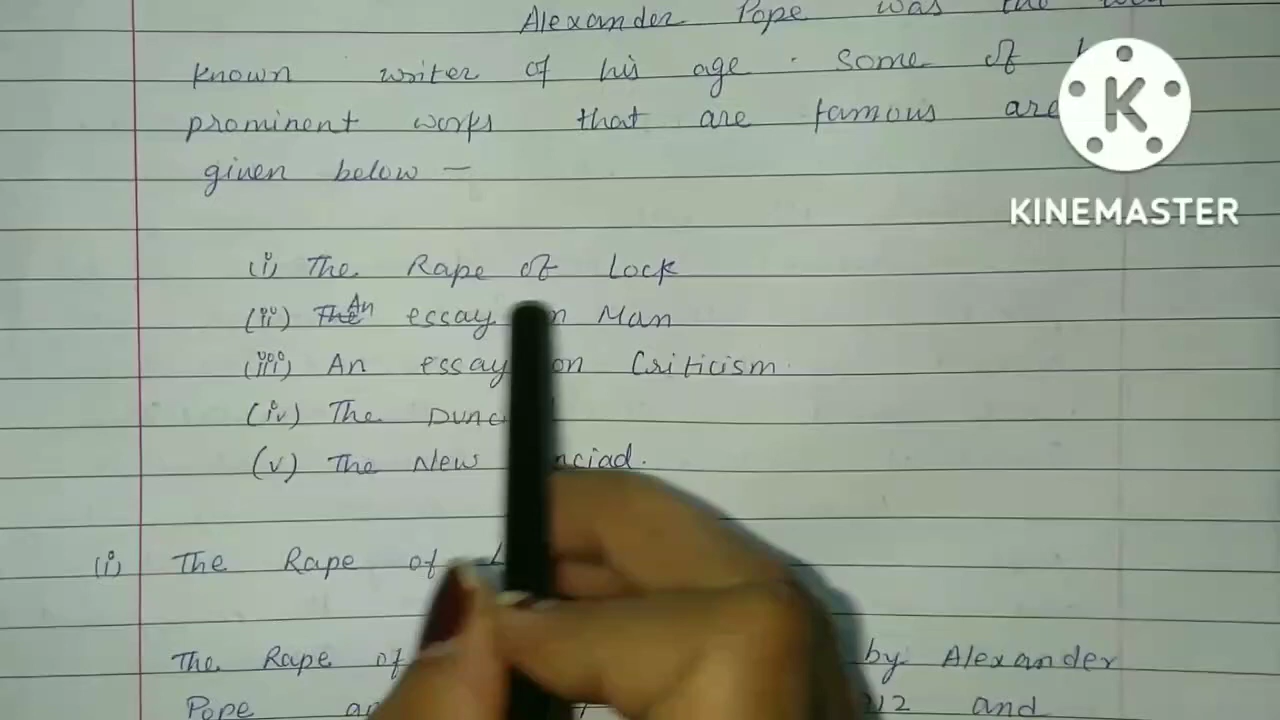 Alexander Pope was the
known writer of his age. Some of
prominent works that are famous are
given below —
KINEMASTER
(i) The Rape of Lock
(ii) An essay Man
(iii) An essay on Criticism.
(iv) The
(v) The New
(i) The Rape of
The Rape of by Alexander
Pope and